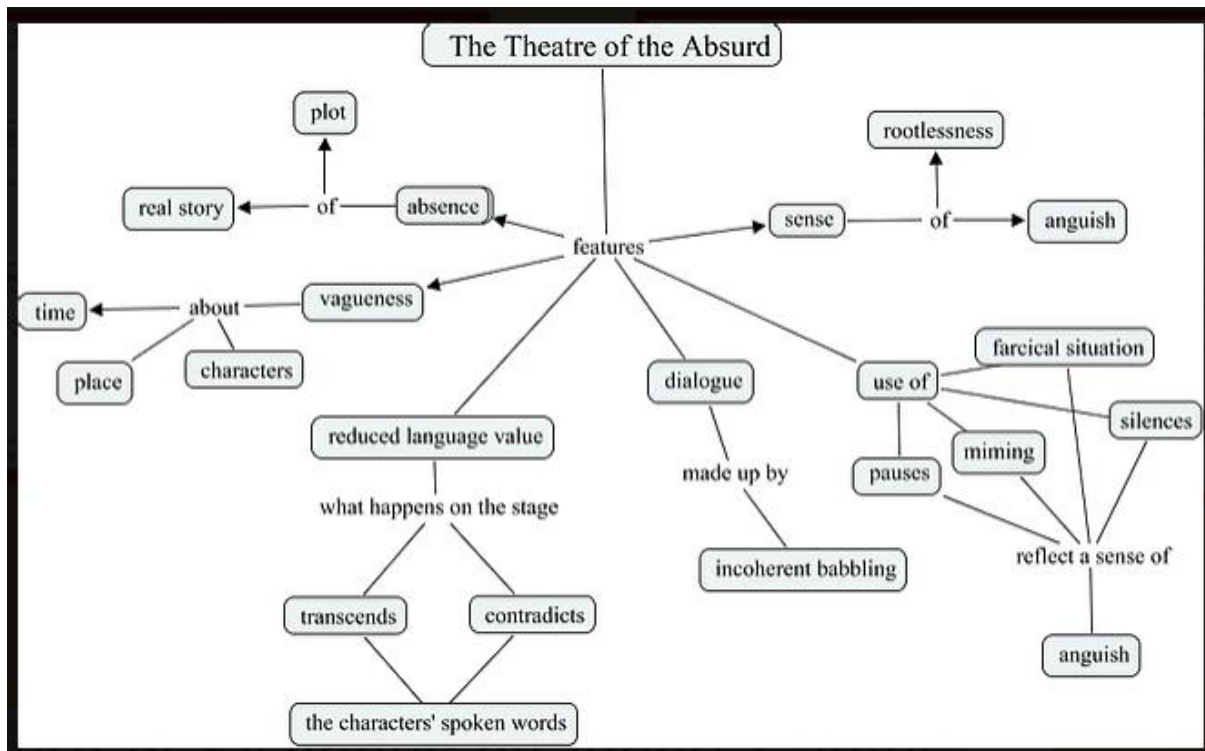 The Theatre of the Absurd
plot
rootlessness
real story
of
absence
sense
of
anguish
features
time
about
vagueness
place
characters
farcical situation
dialogue
use of
silences
reduced language value
miming
pauses
made up by
what happens on the stage
reflect a sense of
incoherent babbling
transcends
contradicts
anguish
the characters' spoken words